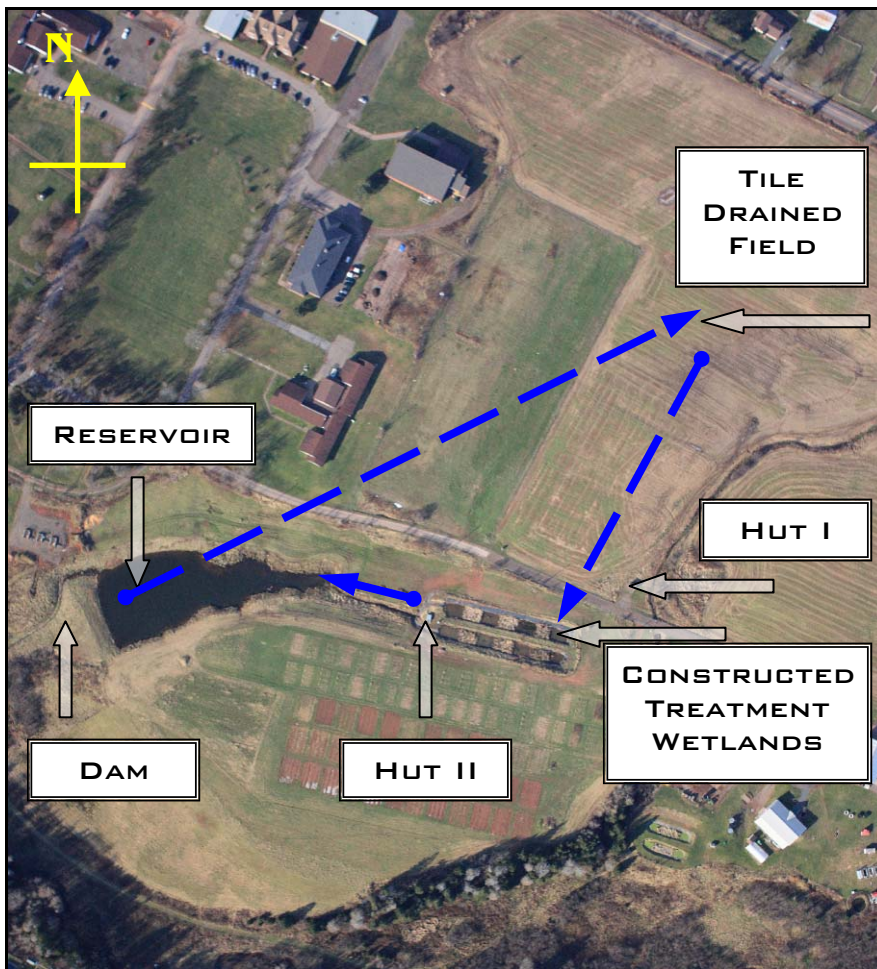 N
TILE
DRAINED
FIELD
RESERVOIR
HUT I
CONSTRUCTED
TREATMENT
WETLANDS
DAM
HUT II